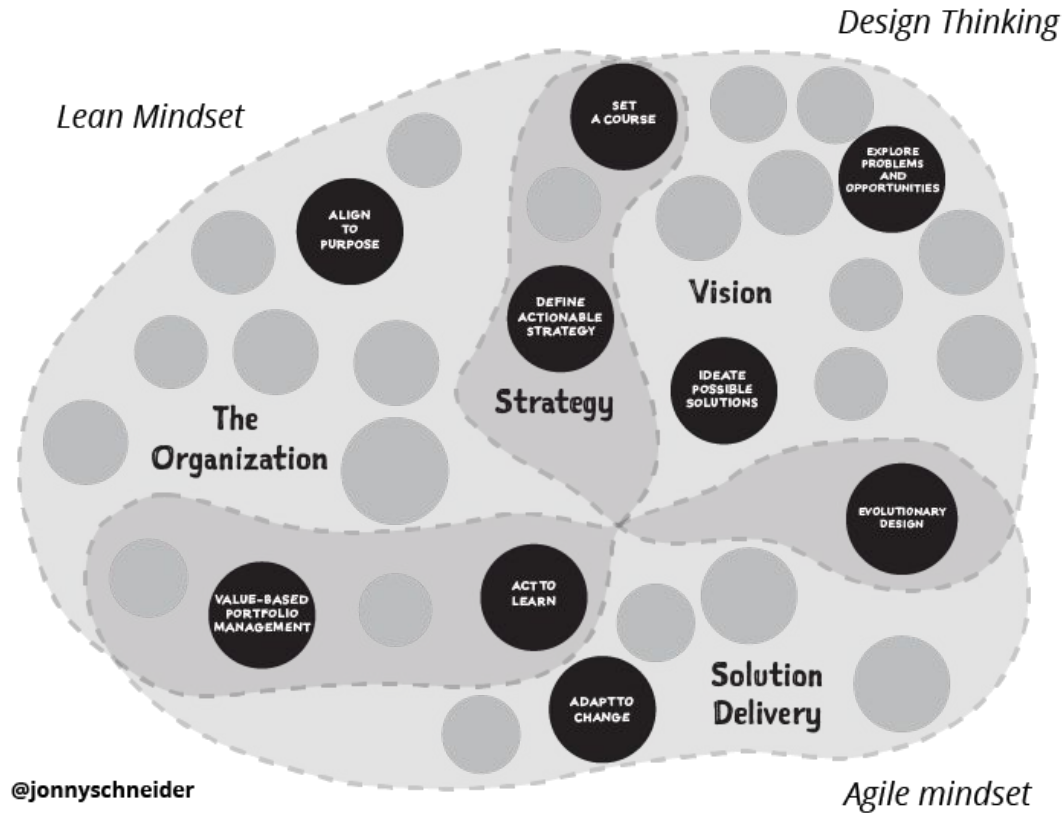 Design Thinking
Lean Mindset
SET
A COURSE
EXPLORE
PROBLEMS
AND
OPPORTUNITIES
ALIGN
TO
PURPOSE
Vision
DEFINE
ACTIONABLE
STRATEGY
IDEATE
POSSIBLE
SOLUTIONS
Strategy
The
Organization
EVOLUTIONARY
DESIGN
ACT TO
LEARN
VALUE-BASED
PORTFOLIO
MANAGEMENT
Solution
Delivery
ADAPT TO
CHANGE
@jonnyschneider
Agile mindset